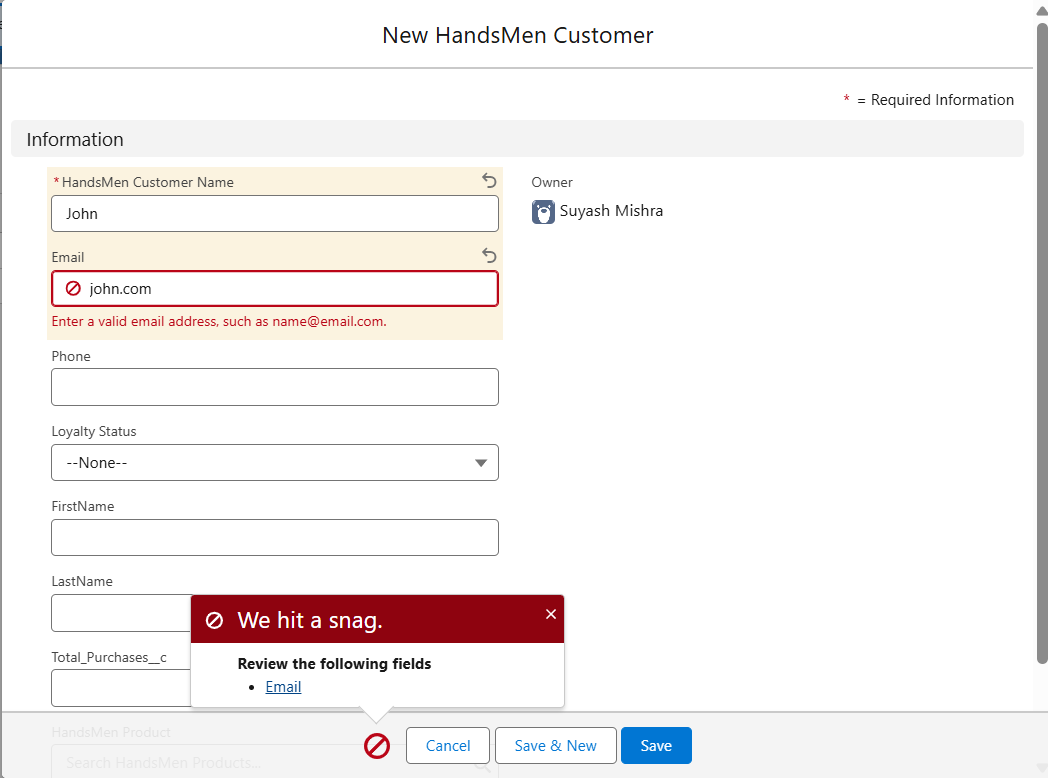 New HandsMen Customer
* = Required Information
Information
* HandsMen Customer Name
John
Owner
Suyash Mishra
Email
john.com
Enter a valid email address, such as name@email.com.
Phone
Loyalty Status
--None--
FirstName
LastName
Total_Purchases__c
We hit a snag.
Review the following fields
• Email
HandsMen Product
Search HandsMen Products...
Cancel
Save & New
Save